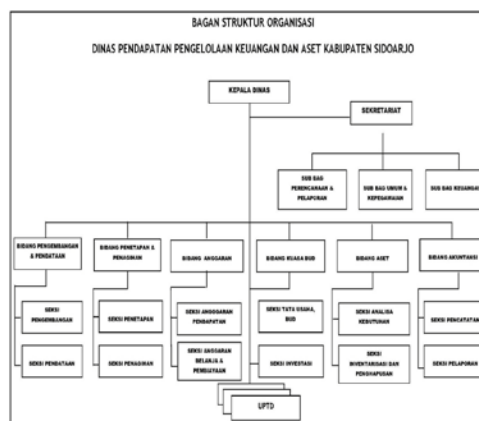 BAGAN STRUKTUR ORGANISASI
DINAS PENDAPATAN PENGELOLAAN KEUANGAN DAN ASET KABUPATEN SIDOARJO
KEPALA DINAS
SEKRETARIAT
SUB BAG
PERENCANAAN &
PELAPORAN
SUB BAG UMUM &
KEPEGAWAIAN
SUB BAG KEUANGAN
BIDANG PENGEMBANGAN
& PENDATAAN
BIDANG PENETAPAN &
PENAGIHAN
BIDANG ANGGARAN
BIDANG KUASA BUD
BIDANG ASET
BIDANG AKUNTANSI
SEKSI
PENGEMBANGAN
SEKSI PENETAPAN
SEKSI ANGGARAN
PENDAPATAN
SEKSI TATA USAHA,
BUD
SEKSI ANALISA
KEBUTUHAN
SEKSI PENCATATAN
SEKSI PENDATAAN
SEKSI PENAGIHAN
SEKSI ANGGARAN
BELANJA &
PEMBIAYAAN
SEKSI INVESTASI
SEKSI
INVENTARISASI DAN
PENGHAPUSAN
SEKSI PELAPORAN
UPTD